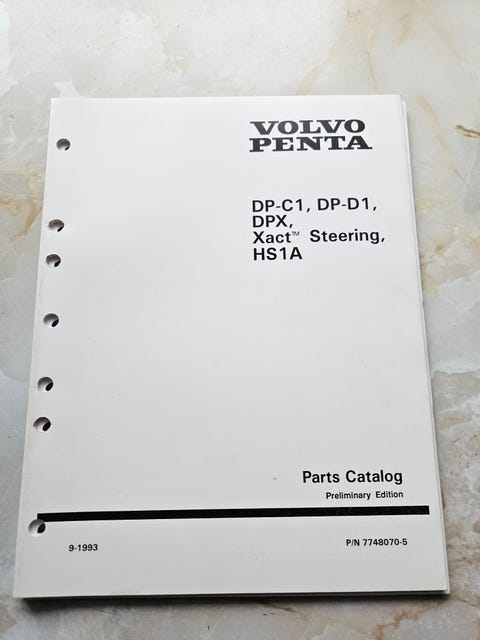 VOLVO
PENTA
DP-C1, DP-D1,
DPX,
Xact™ Steering,
HS1A
Parts Catalog
Preliminary Edition
9-1993
P/N 7748070-5